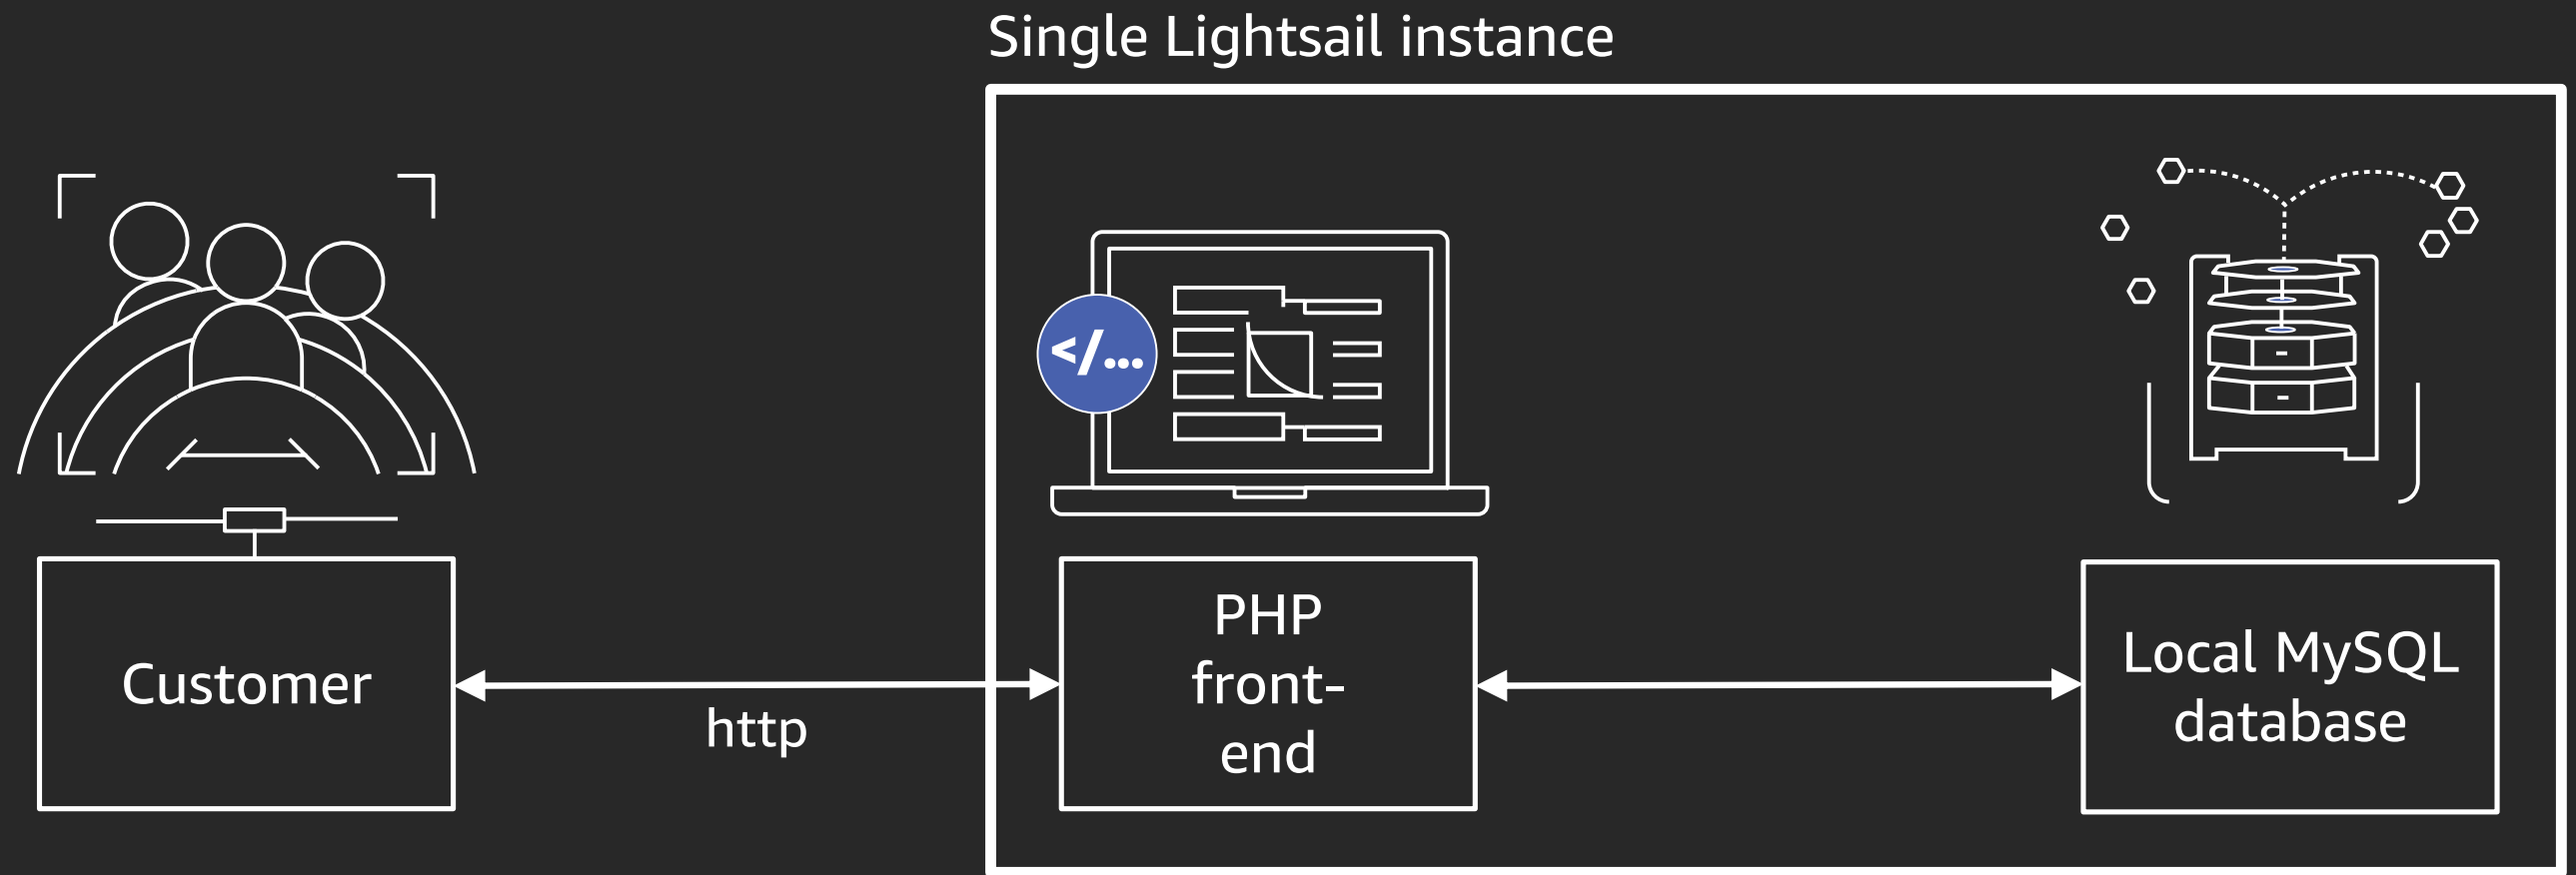 Single Lightsail instance
</...
Customer
http
PHP
front-
end
Local MySQL
database